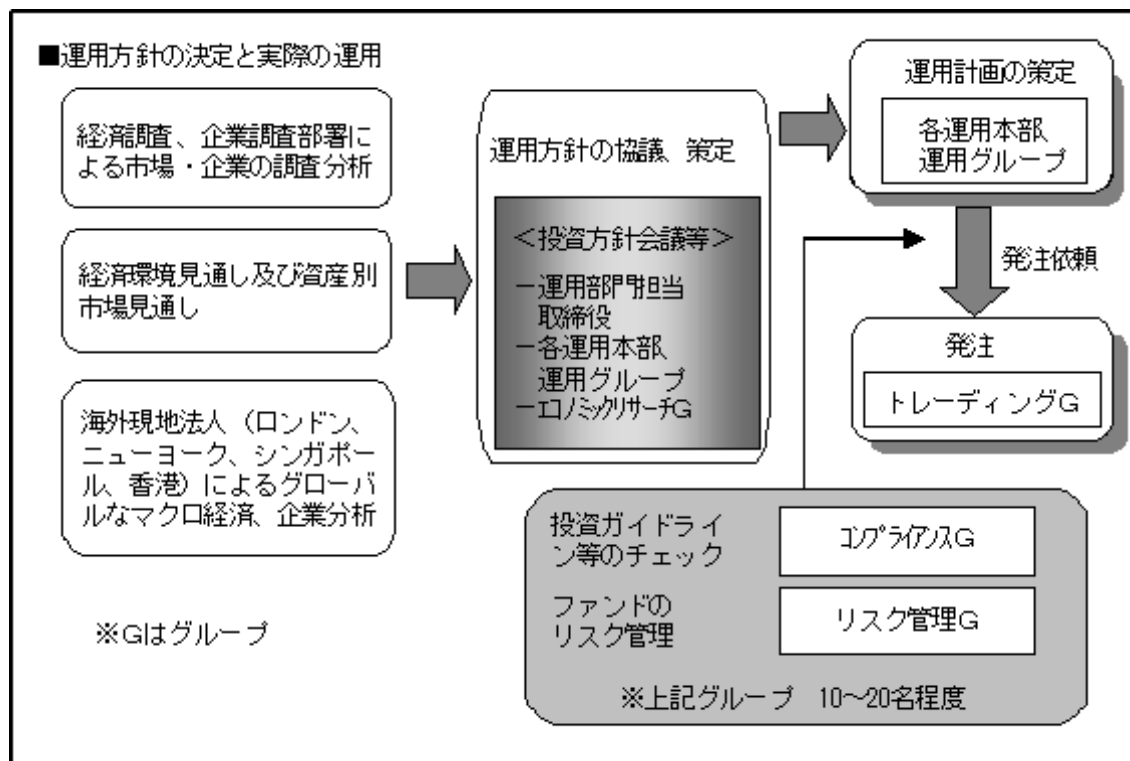 ■運用方針の決定と実際の運用
経済調査、企業調査部署に
よる市場・企業の調査分析
経済環境見通し及び資産別
市場見通し
海外現地法人（ロンドン、
ニューヨーク、シンガポー
ル、香港）によるグローバ
ルなマクロ経済、企業分析
※Gはグループ
運用方針の協議、策定
＜投資方針会議等＞
－運用部門担当
取締役
－各運用本部、
運用グループ
－ｴｺﾉﾐｯｸﾘｻｰﾁG
運用計画の策定
各運用本部、
運用グループ
発注依頼
発注
トレーディングG
投資ガイドライ
ン等のチェック
ｺﾝﾌﾟﾗｲｱﾝｽG
ファンドの
リスク管理
リスク管理G
※上記グループ　10～20名程度